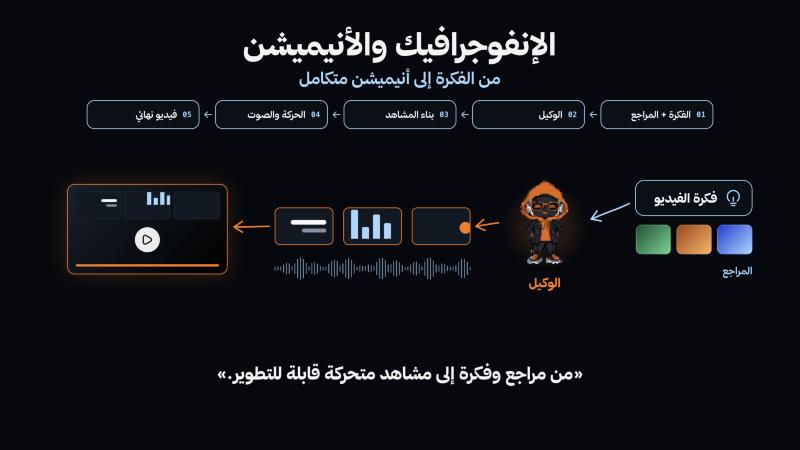 الإنفوجرافيك والأنيميشن
من الفكرة إلى أنيميشن متكامل
01 الفكرة + المراجع
02 الوكيل
03 بناء المشاهد
04 الحركة والصوت
05 فيديو نهائي
فكرة الفيديو
المراجع
الوكيل
«من مراجع وفكرة إلى مشاهد متحركة قابلة للتطوير.»